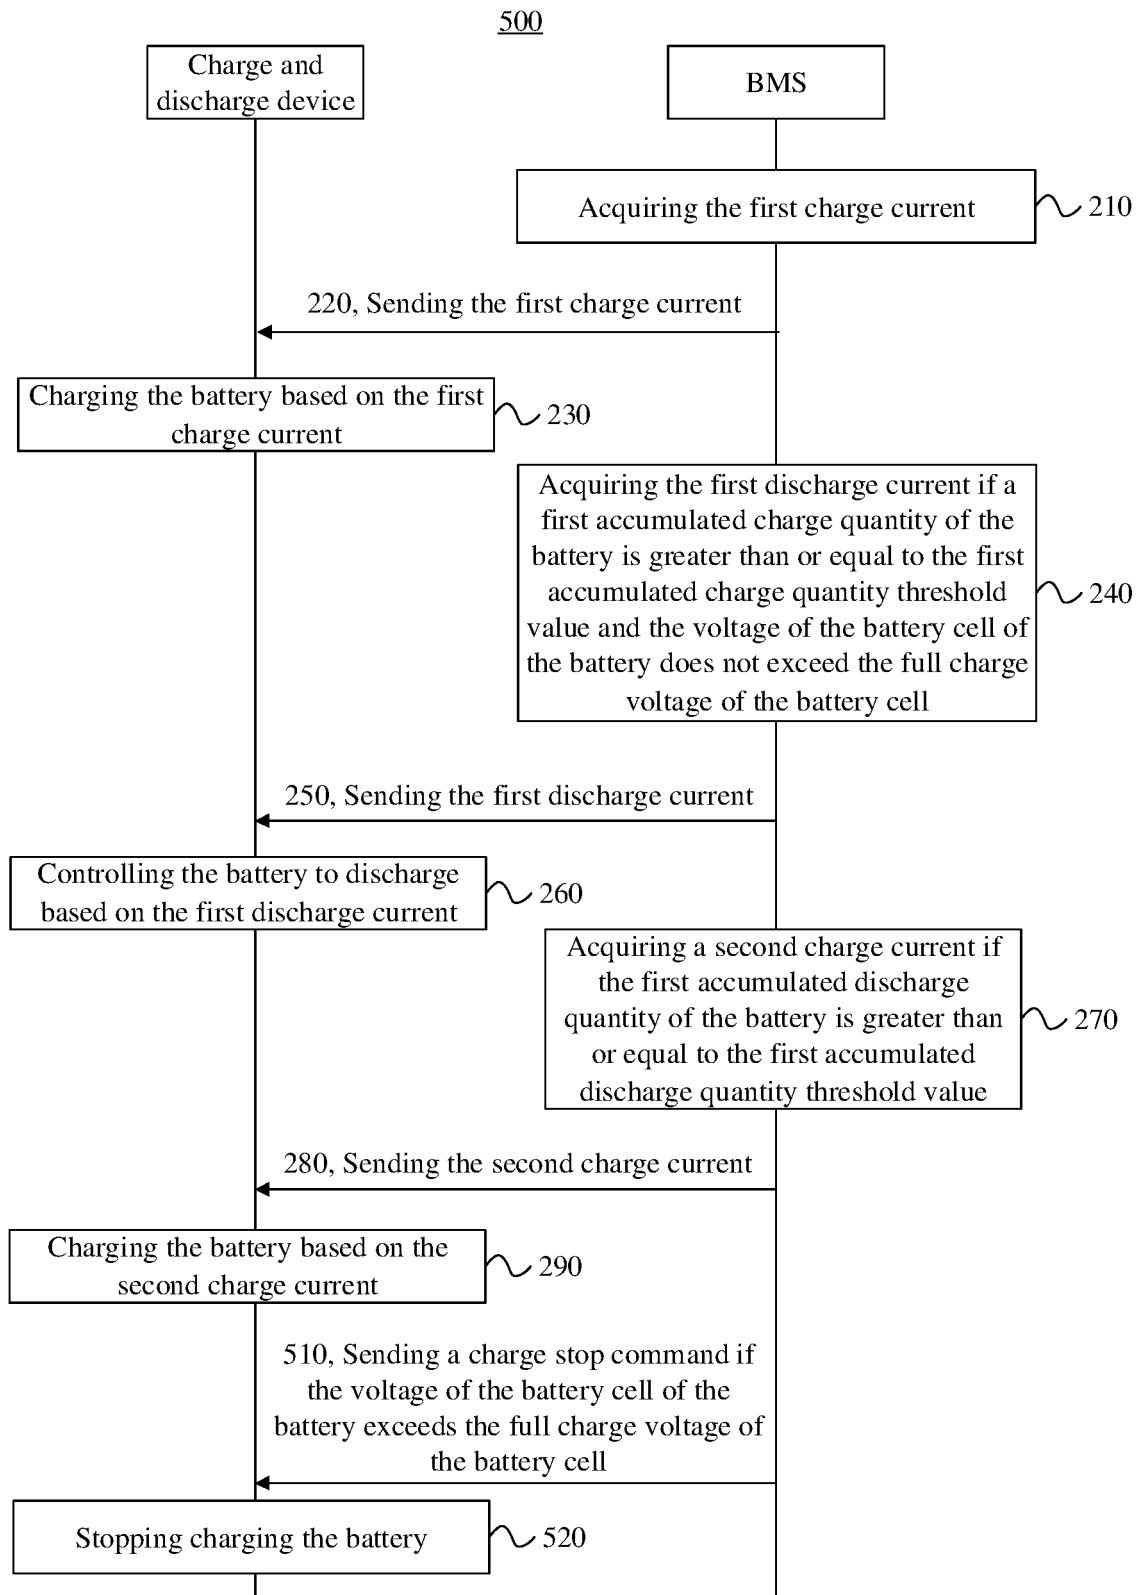 500
Charge and
discharge device
BMS
Acquiring the first charge current
210
220, Sending the first charge current
Charging the battery based on the first
charge current
230
Acquiring the first discharge current if a
first accumulated charge quantity of the
battery is greater than or equal to the first
accumulated charge quantity threshold
value and the voltage of the battery cell of
the battery does not exceed the full charge
voltage of the battery cell
240
250, Sending the first discharge current
Controlling the battery to discharge
based on the first discharge current
260
Acquiring a second charge current if
the first accumulated discharge
quantity of the battery is greater than
or equal to the first accumulated
discharge quantity threshold value
270
280, Sending the second charge current
Charging the battery based on the
second charge current
290
510, Sending a charge stop command if
the voltage of the battery cell of the
battery exceeds the full charge voltage of
the battery cell
Stopping charging the battery
520